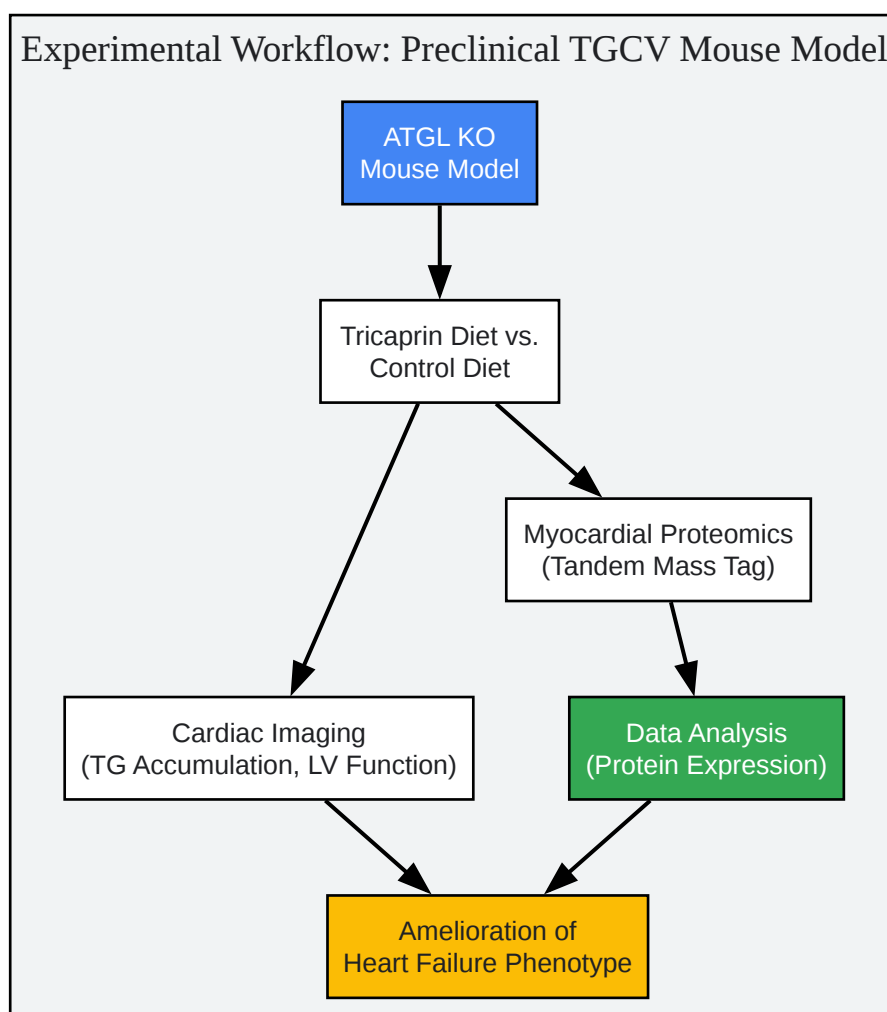 Experimental Workflow: Preclinical TGCV Mouse Model
ATGL KO
Mouse Model
Tricaprin Diet vs.
Control Diet
Myocardial Proteomics
(Tandem Mass Tag)
Cardiac Imaging
(TG Accumulation, LV Function)
Data Analysis
(Protein Expression)
Amelioration of
Heart Failure Phenotype